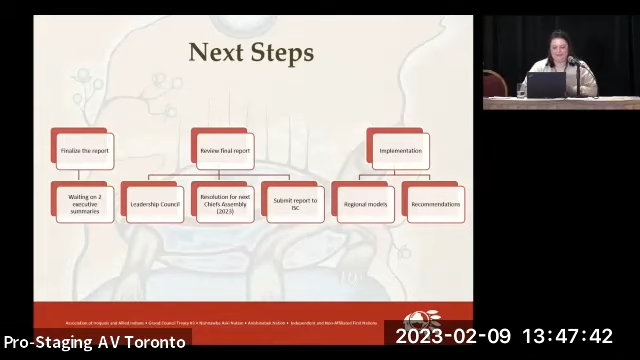 Next Steps
Finalize the report
Review final report
Implementation
Waiting on 2
executive
summaries
Leadership Council
Resolution for next
Chiefs Assembly
(2023)
Submit report to
ISC
Regional models
Recommendations
Association of Iroquois and Allied Indians • Grand Council Treaty #3 • Nishnawbe Aski Nation • Anishinabek Nation • Independent and Non-Affiliated First Nations
Pro-Staging AV Toronto
2023-02-09 13:47:42